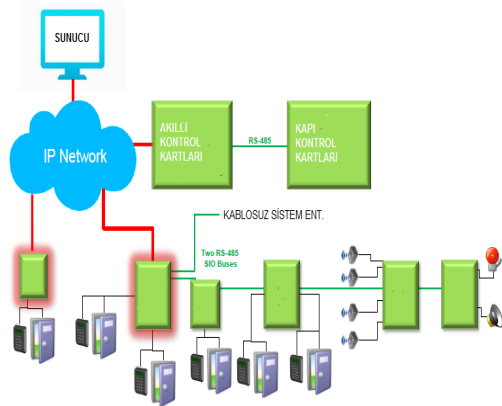 SUNUCU
IP Network
AKILLI
KONTROL
KARTLARI
RS-485
KAPI
KONTROL
KARTLARI
KABLOSUZ SİSTEM ENT.
Two RS-485
SIO Buses